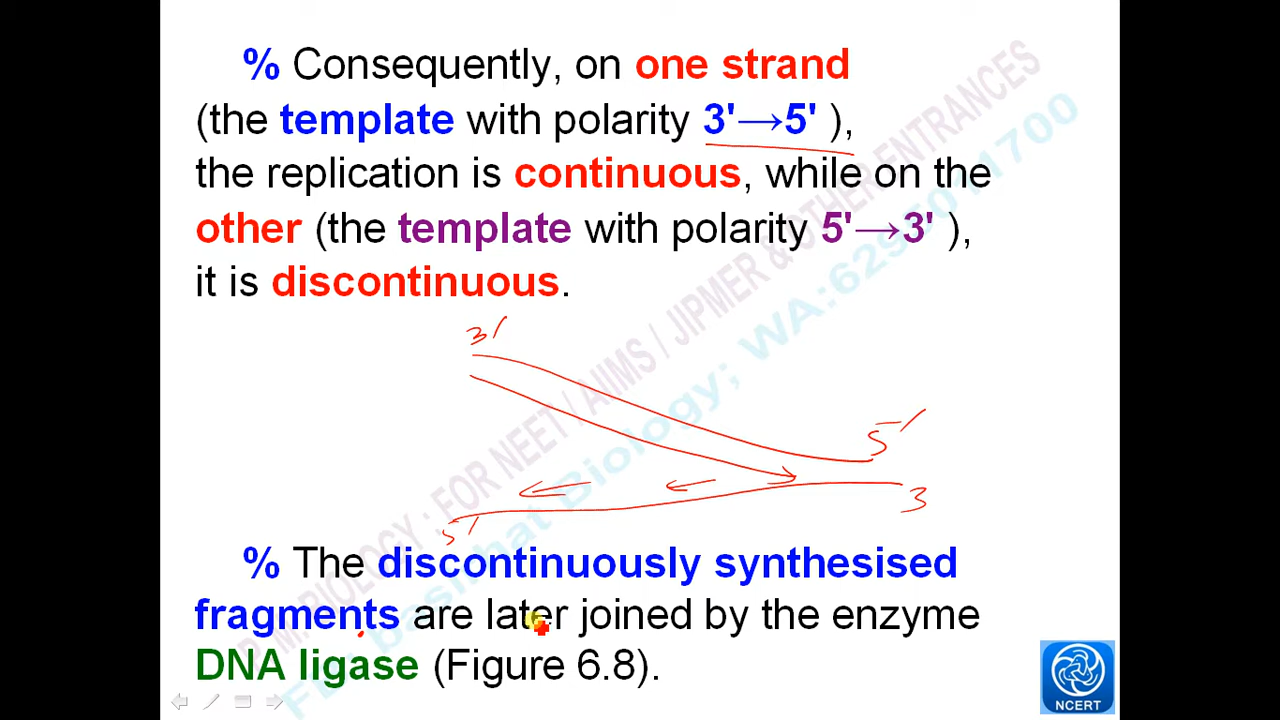 % Consequently, on one strand
(the template with polarity 3'→5' ),
the replication is continuous, while on the
other (the template with polarity 5'→3' ),
it is discontinuous.
3'
5'
3
5'
% The discontinuously synthesised
fragments are later joined by the enzyme
DNA ligase (Figure 6.8).
NCERT